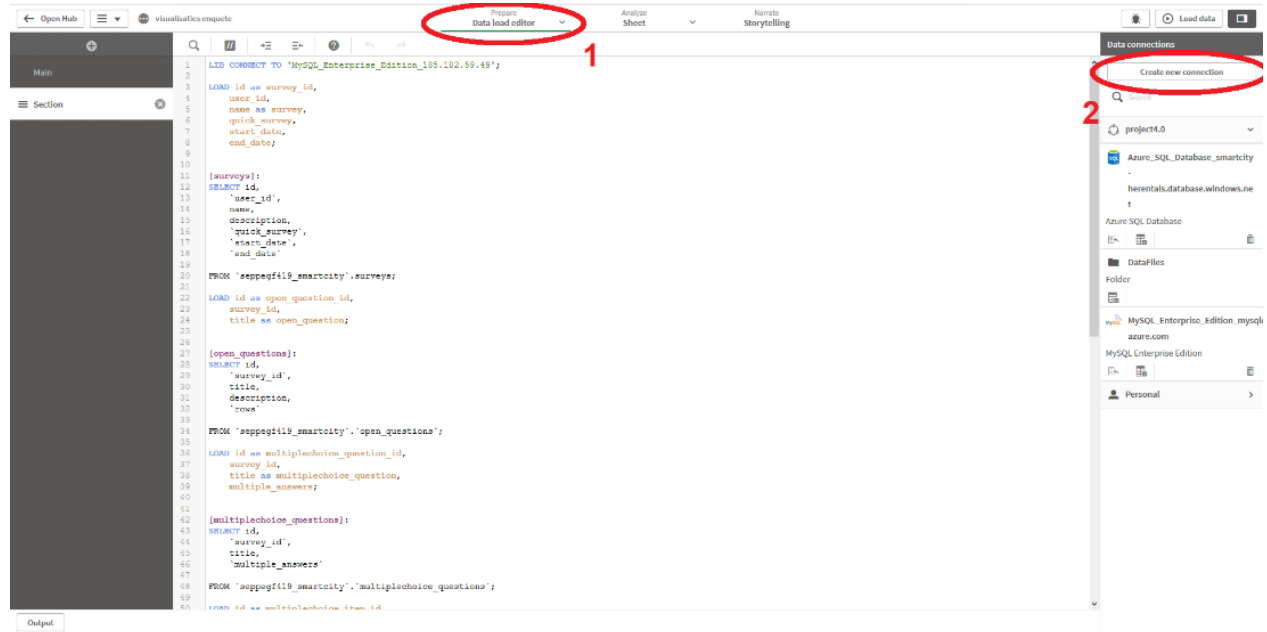 Open Hub
visualisaties enquete
Prepare
Data load editor
Analyze
Sheet
Narrate
Storytelling
Load data
1
Main
Section
1 LIB CONNECT TO 'MySQL_Enterprise_Edition_185.182.59.49';
2
3 LOAD id as survey_id,
4 user_id,
5 name as survey,
6 quick_survey,
7 start_date,
8 end_date;
9
10
11 [surveys]:
12 SELECT id,
13 `user_id`,
14 name,
15 description,
16 `quick_survey`,
17 `start_date`,
18 `end_date`
19
20 FROM `seppegf419_smartcity`.surveys;
21
22 LOAD id as open_question_id,
23 survey_id,
24 title as open_question;
25
26
27 [open_questions]:
28 SELECT id,
29 `survey_id`,
30 title,
31 description,
32 `rows`
33
34 FROM `seppegf419_smartcity`.`open_questions`;
35
36 LOAD id as multiplechoice_question_id,
37 survey_id,
38 title as multiplechoice_question,
39 multiple_answers;
40
41
42 [multiplechoice_questions]:
43 SELECT id,
44 `survey_id`,
45 title,
46 `multiple_answers`
47
48 FROM `seppegf419_smartcity`.`multiplechoice_questions`;
49
50 LOAD id as multiplechoice_item_id
Data connections
Create new connection
2
Search
project4.0
Azure_SQL_Database_smartcity
-
herentals.database.windows.ne
t
Azure SQL Database
DataFiles
Folder
MySQL_Enterprise_Edition_mysql
azure.com
MySQL Enterprise Edition
Personal
Output